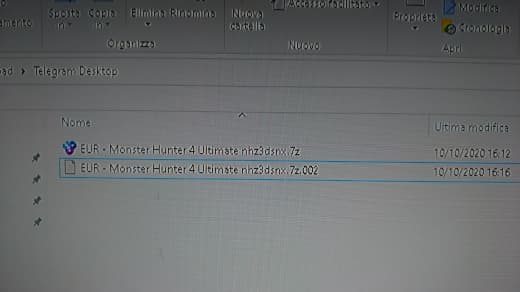 Sposta in
Copia in
Elimina Rinomina
Nuova cartella
Accesso facilitato
Proprietà
Modifica
Cronologia
Organizza
Nuovo
Apri
Telegram Desktop
Nome
Ultima modifica
EUR - Monster Hunter 4 Ultimate nhz3dsnx.7z
10/10/2020 16:12
EUR - Monster Hunter 4 Ultimate nhz3dsnx.7z.002
10/10/2020 16:16